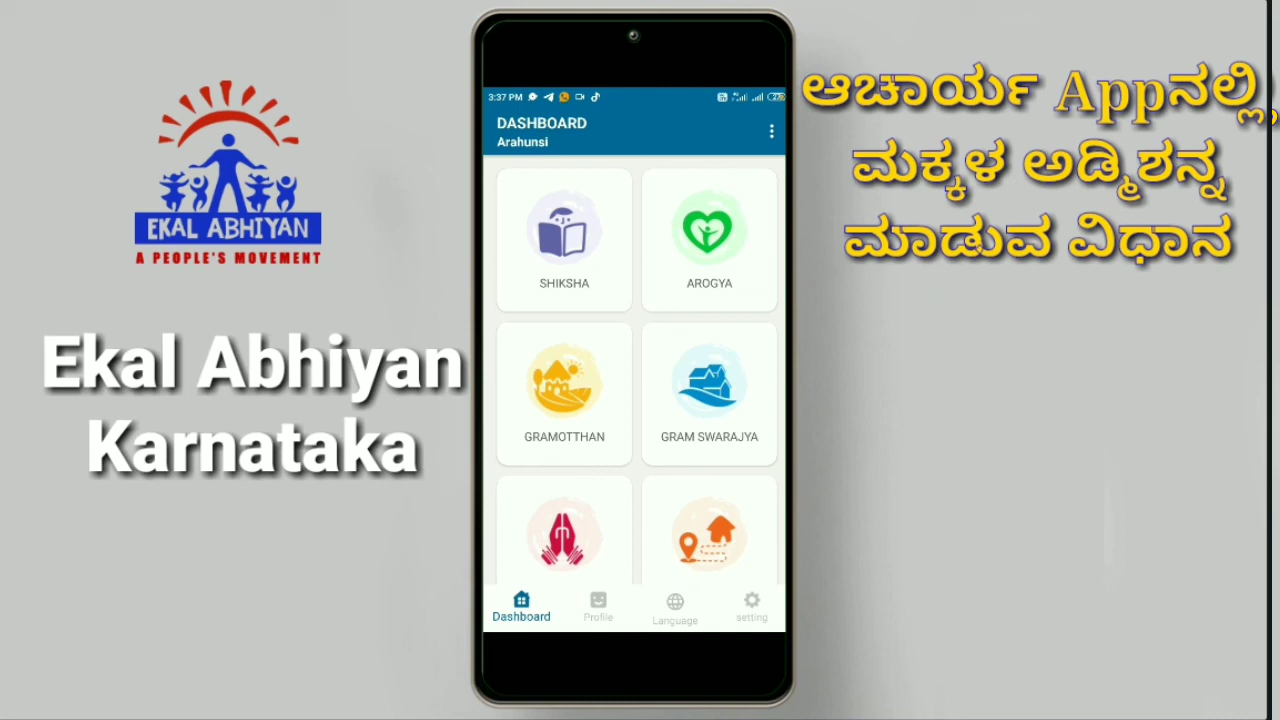 EKAL ABHIYAN
A PEOPLE'S MOVEMENT
Ekal Abhiyan
Karnataka
3:37 PM
DASHBOARD
Arahunsi
SHIKSHA
AROGYA
GRAMOTTHAN
GRAM SWARAJYA
Dashboard
Profile
Language
setting
ಆಚಾರ್ಯ Appನಲ್ಲಿ,
ಮಕ್ಕಳ ಅಡ್ಮಿಶನ್ನ
ಮಾಡುವ ವಿಧಾನ